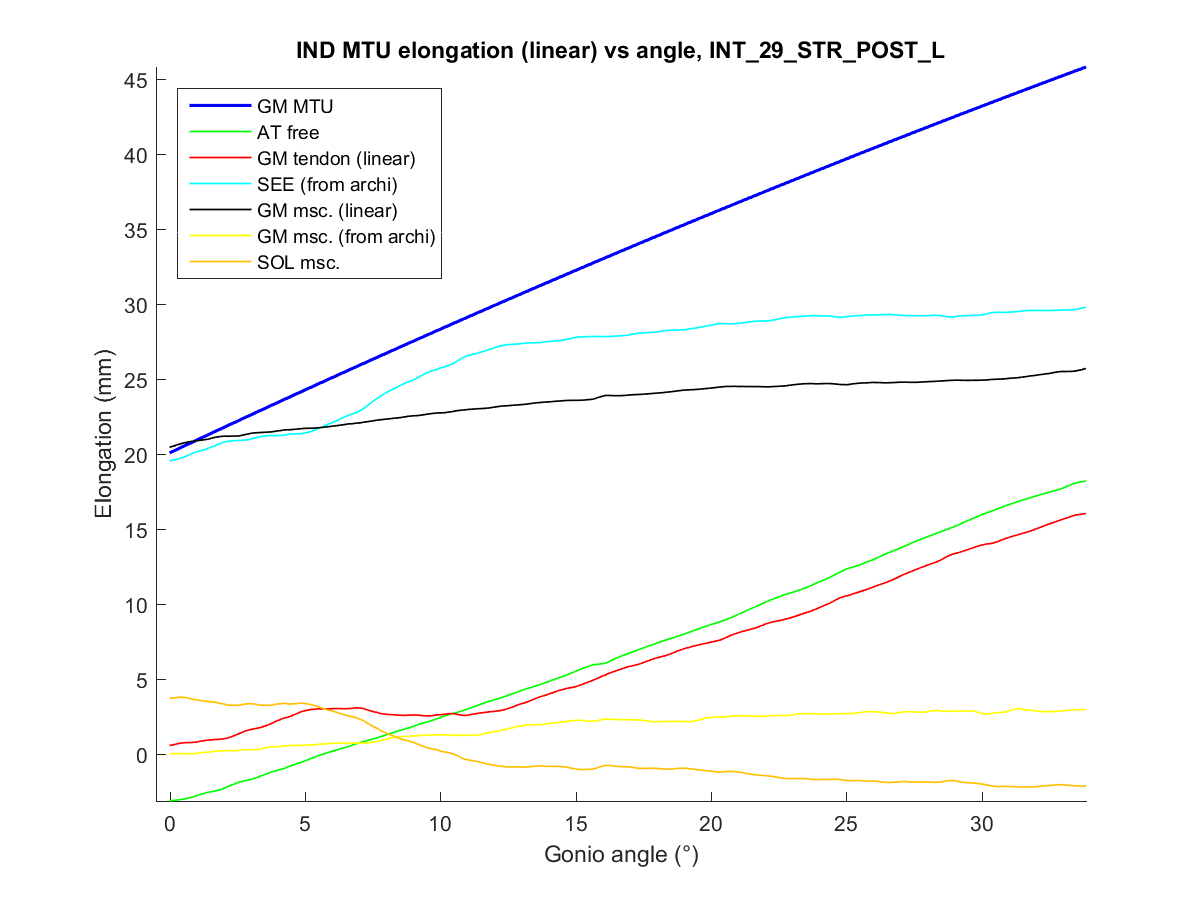 IND MTU elongation (linear) vs angle, INT_29_STR_POST_L
GM MTU
AT free
GM tendon (linear)
SEE (from archi)
GM msc. (linear)
GM msc. (from archi)
SOL msc.
45
40
35
30
25
20
15
10
5
0
Elongation (mm)
0 5 10 15 20 25 30
Gonio angle (°)